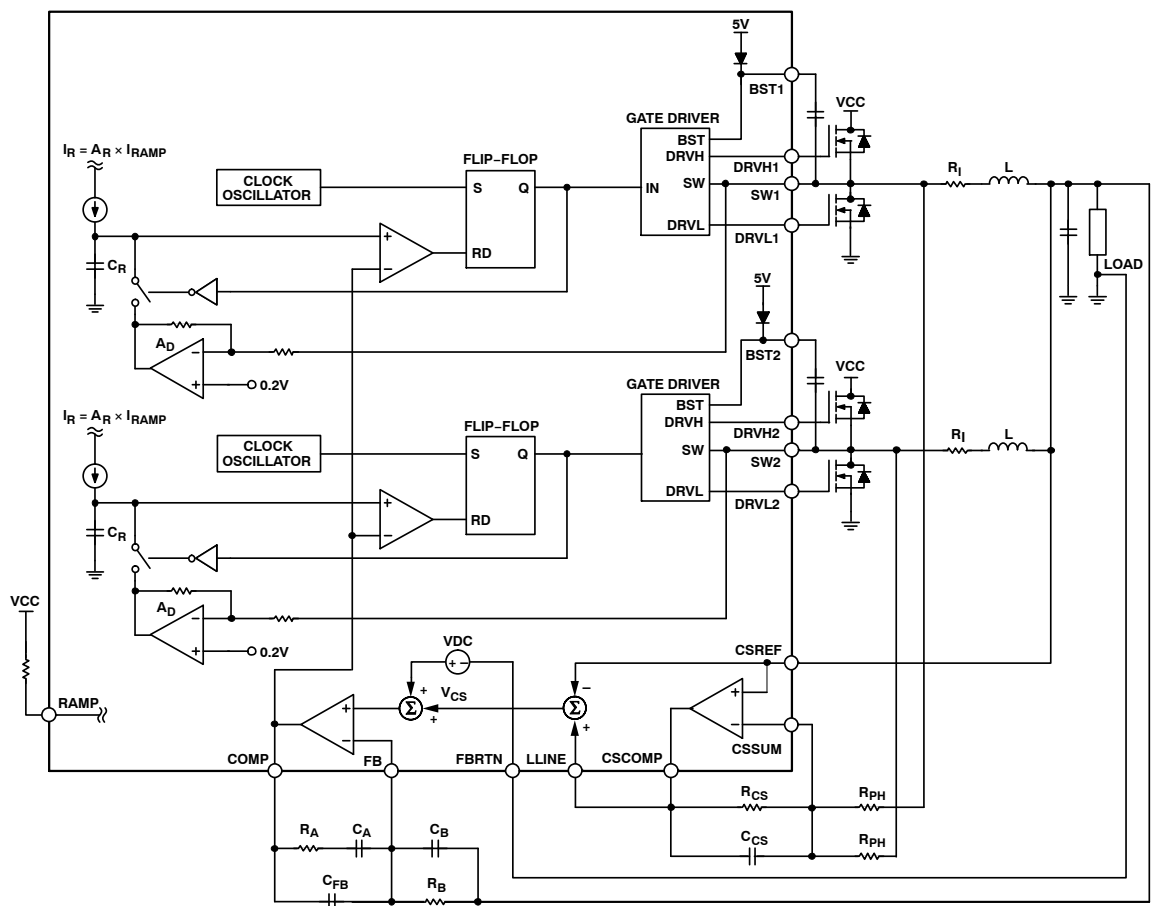 5V
BST1
VCC
GATE DRIVER
BST
DRVH
SW
IN
DRVL
DRVH1
SW1
DRVL1
I_R = A_R × I_RAMP
CLOCK
OSCILLATOR
FLIP−FLOP
S
Q
RD
+
−
C_R
A_D
−
+
0.2V
R_I
L
LOAD
5V
BST2
VCC
GATE DRIVER
BST
DRVH
SW
IN
DRVL
DRVH2
SW2
DRVL2
I_R = A_R × I_RAMP
CLOCK
OSCILLATOR
FLIP−FLOP
S
Q
RD
+
−
C_R
A_D
−
+
0.2V
R_I
L
VCC
RAMP
VDC
+ −
+
Σ
+
V_CS
−
Σ
+
CSREF
+
−
CSSUM
+
−
COMP
FB
FBRTN
LLINE
CSCOMP
R_CS
R_PH
C_CS
R_PH
R_A
C_A
C_B
C_FB
R_B